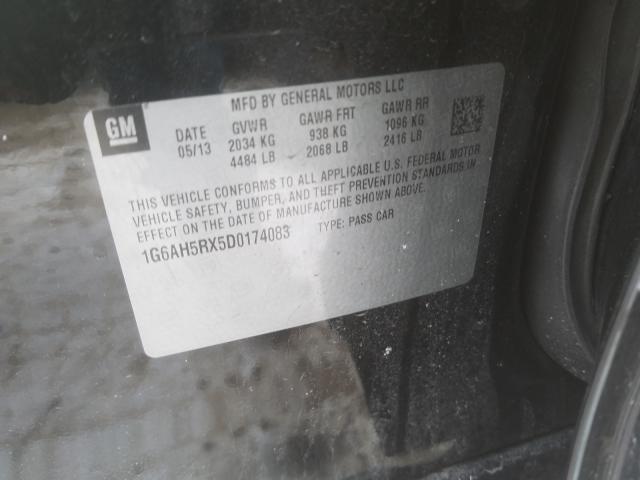 GM
MFD BY GENERAL MOTORS LLC
DATE GVWR GAWR FRT GAWR RR
05/13 2034 KG 938 KG 1096 KG
4484 LB 2068 LB 2416 LB
THIS VEHICLE CONFORMS TO ALL APPLICABLE U.S. FEDERAL MOTOR
VEHICLE SAFETY, BUMPER, AND THEFT PREVENTION STANDARDS IN
EFFECT ON THE DATE OF MANUFACTURE SHOWN ABOVE.
1G6AH5RX5D0174083 TYPE: PASS CAR